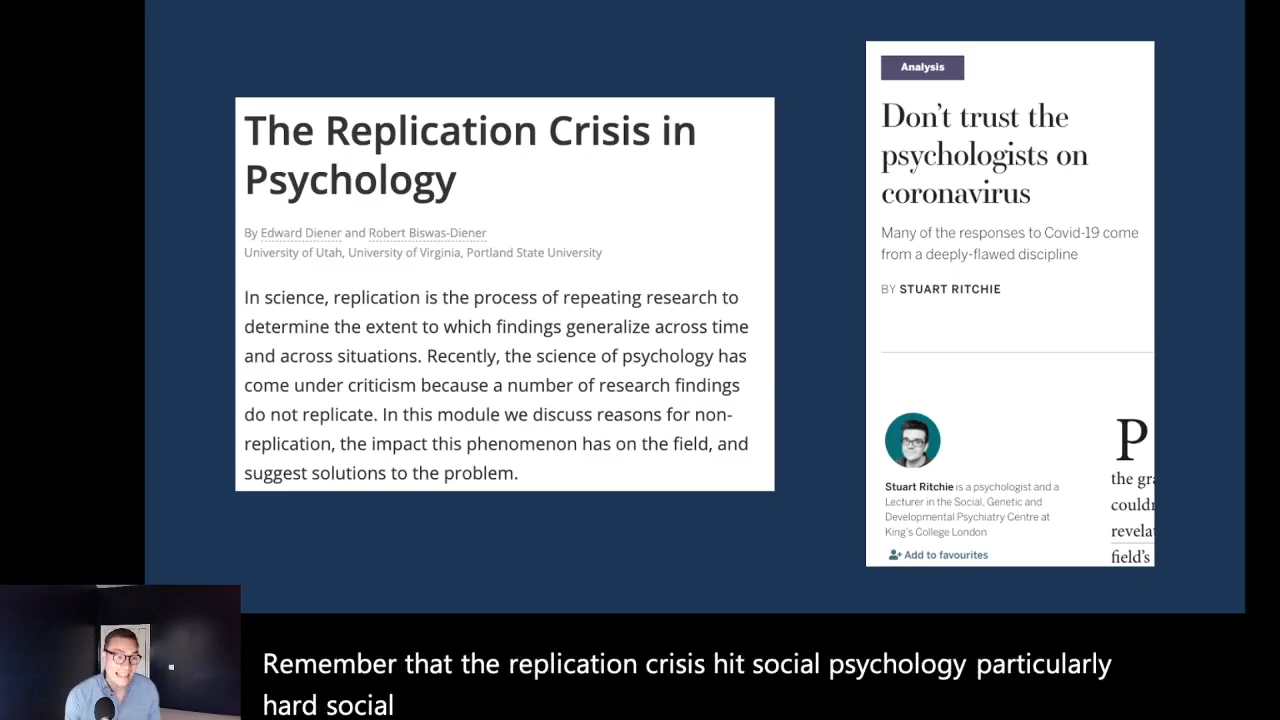 The Replication Crisis in
Psychology
By Edward Diener and Robert Biswas-Diener
University of Utah, University of Virginia, Portland State University
In science, replication is the process of repeating research to
determine the extent to which findings generalize across time
and across situations. Recently, the science of psychology has
come under criticism because a number of research findings
do not replicate. In this module we discuss reasons for non-
replication, the impact this phenomenon has on the field, and
suggest solutions to the problem.
Analysis
Don't trust the
psychologists on
coronavirus
Many of the responses to Covid-19 come
from a deeply-flawed discipline
BY STUART RITCHIE
Stuart Ritchie is a psychologist and a
Lecturer in the Social, Genetic and
Developmental Psychiatry Centre at
King's College London
Add to favourites
P
the gra
couldn
revela
field's
Remember that the replication crisis hit social psychology particularly
hard social